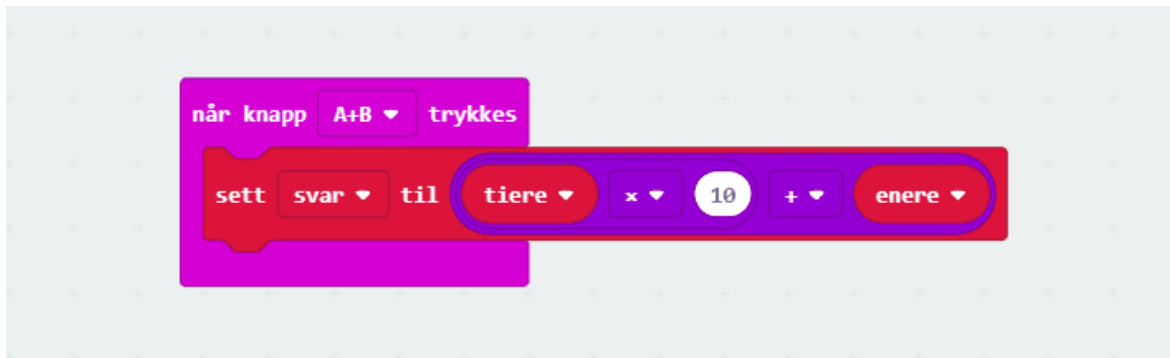 når knapp A+B trykkes
sett svar til tiere × 10 + enere